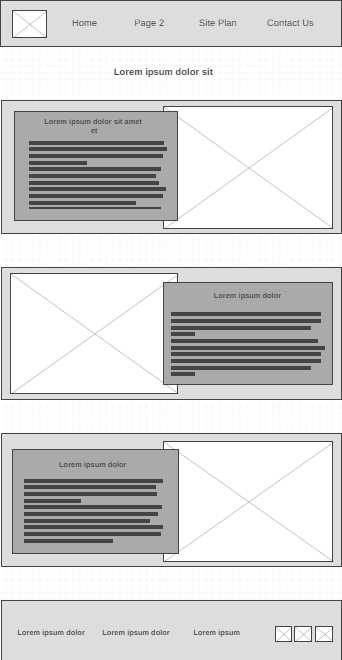 Home Page 2 Site Plan Contact Us
Lorem ipsum dolor sit
Lorem ipsum dolor sit amet
et
Lorem ipsum dolor
Lorem ipsum dolor
Lorem ipsum dolor Lorem ipsum dolor Lorem ipsum